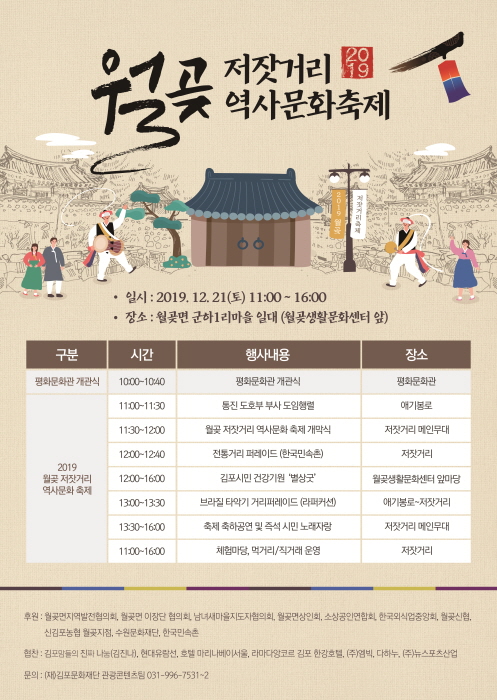 월곶 저잣거리 2019
역사문화축제
2019 월곶
저잣거리축제
• 일시 : 2019. 12. 21(토) 11:00 ~ 16:00
• 장소 : 월곶면 군하1리마을 일대 (월곶생활문화센터 앞)
구분 시간 행사내용 장소
평화문화관 개관식 10:00~10:40 평화문화관 개관식 평화문화관
2019
월곶 저잣거리
역사문화 축제
11:00~11:30 통진 도호부 부사 도임행렬 애기봉로
11:30~12:00 월곶 저잣거리 역사문화 축제 개막식 저잣거리 메인무대
12:00~12:40 전통거리 퍼레이드 (한국민속촌) 저잣거리
12:00~16:00 김포시민 건강기원 '별상굿' 월곶생활문화센터 앞마당
13:00~13:30 브라질 타악기 거리퍼레이드 (라퍼커션) 애기봉로~저잣거리
13:30~16:00 축제 축하공연 및 즉석 시민 노래자랑 저잣거리 메인무대
11:00~16:00 체험마당, 먹거리/직거래 운영 저잣거리
후원 : 월곶면지역발전협의회, 월곶면 이장단 협의회, 남녀새마을지도자협의회, 월곶면상인회, 소상공인연합회, 한국외식업중앙회, 월곶신협,
신김포농협 월곶지점, 수원문화재단, 한국민속촌
협찬 : 김포맘들의 진짜 나눔(김진나), 현대유람선, 호텔 마리나베이서울, 라마다앙코르 김포 한강호텔, (주)영빅, 다하누, (주)뉴스포츠산업
문의 : (재)김포문화재단 관광콘텐츠팀 031-996-7531~2